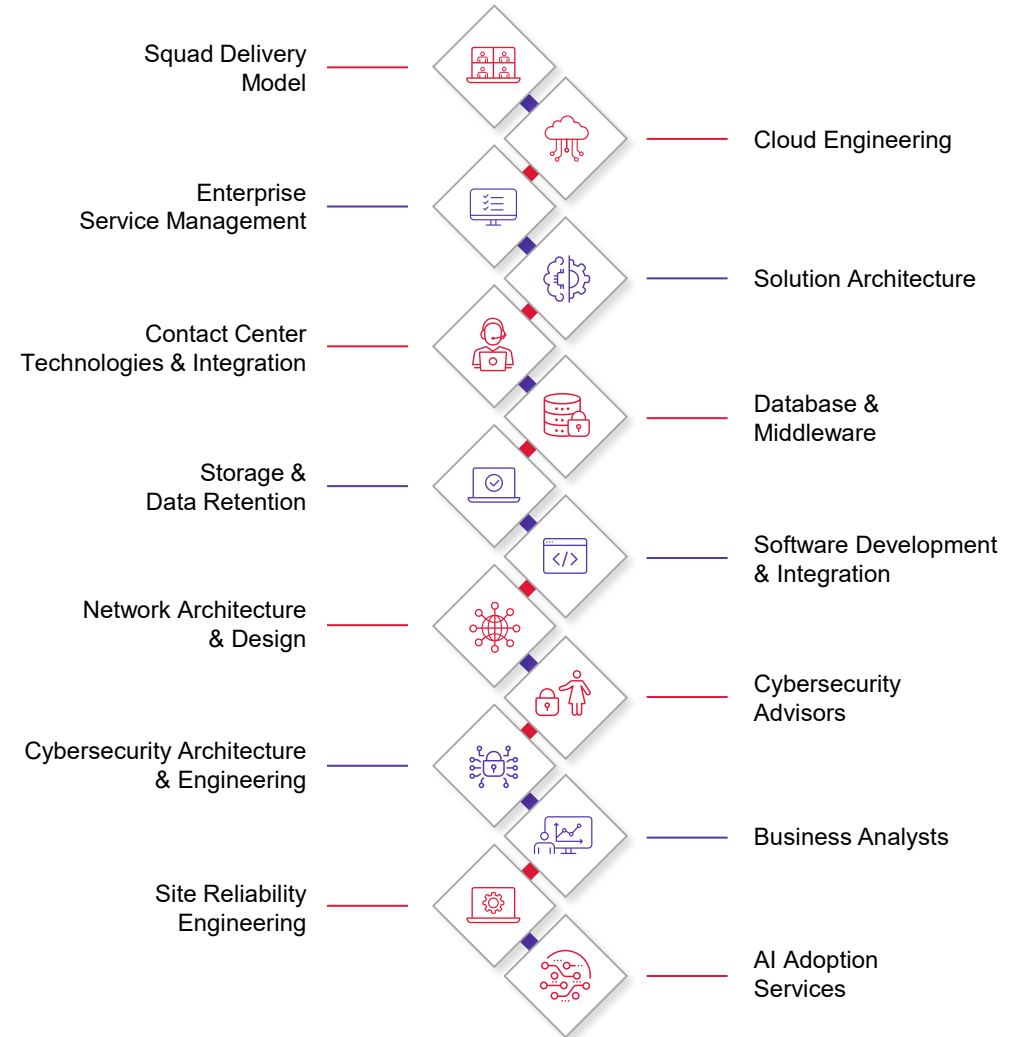 Squad Delivery
Model
Cloud Engineering
Enterprise
Service Management
Solution Architecture
Contact Center
Technologies & Integration
Database &
Middleware
Storage &
Data Retention
Software Development
& Integration
Network Architecture
& Design
Cybersecurity
Advisors
Cybersecurity Architecture
& Engineering
Business Analysts
Site Reliability
Engineering
AI Adoption
Services